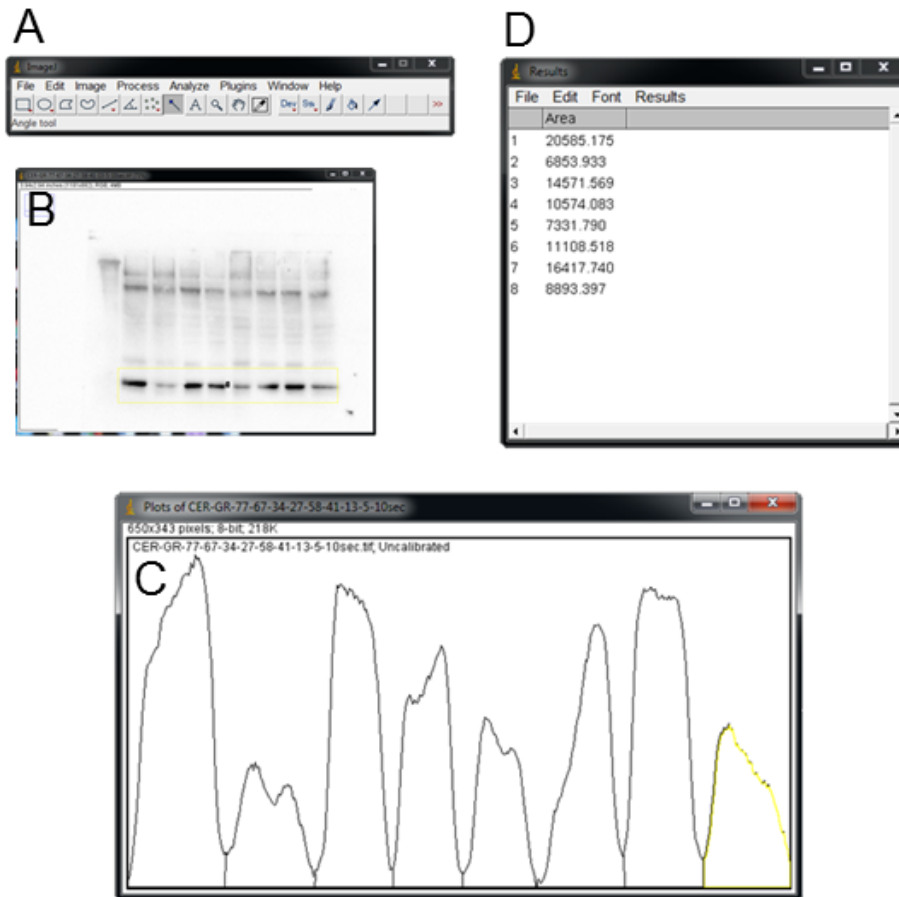 A
(ImageJ)
File Edit Image Process Analyze Plugins Window Help
A Dev Stk >>
Angle tool
B
D
Results
File Edit Font Results
Area
1 20585.175
2 6853.933
3 14571.569
4 10574.083
5 7331.790
6 11108.518
7 16417.740
8 8893.397
Plots of CER-GR-77-67-34-27-58-41-13-5-10sec
650x343 pixels; 8-bit; 218K
CER-GR-77-67-34-27-58-41-13-5-10sec.tif; Uncalibrated
C